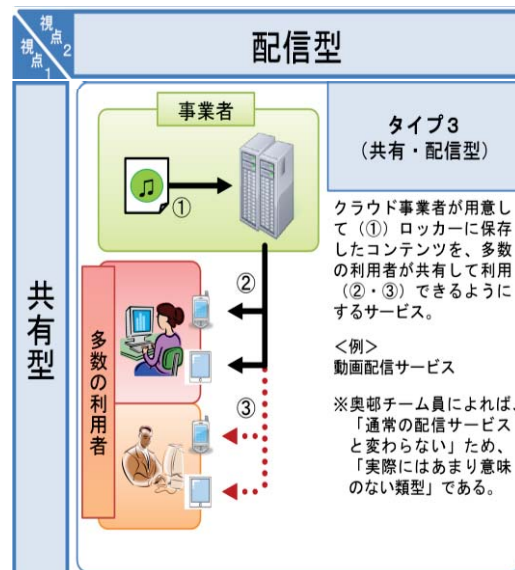 視点2
視点1
配信型
共有型
事業者
①
②
多数の利用者
③
タイプ3
（共有・配信型）
クラウド事業者が用意し
て（①）ロッカーに保存
したコンテンツを、多数
の利用者が共有して利用
（②・③）できるように
するサービス。
＜例＞
動画配信サービス
※奥邨チーム員によれば、
「通常の配信サービス
と変わらない」ため、
「実際にはあまり意味
のない類型」である。